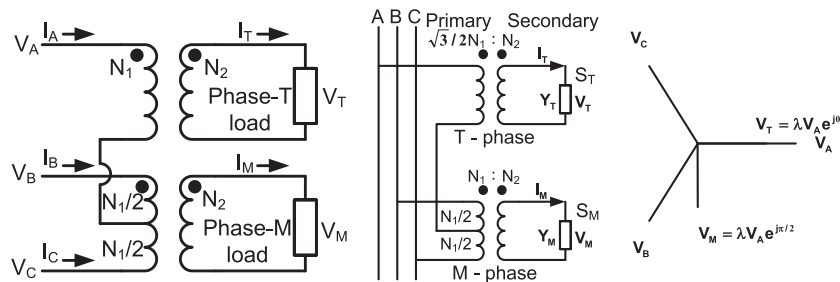 I_A
V_A
N_1
N_2
I_T
Phase-T
load
V_T
I_B
V_B
N_1/2
N_1/2
I_C
V_C
N_2
I_M
Phase-M
load
V_M
A B C
Primary Secondary
√3/2N_1 : N_2
I_T
S_T
Y_T
V_T
T - phase
N_1 : N_2
I_M
N_1/2
N_1/2
S_M
Y_M
V_M
M - phase
V_C
V_T = λV_A e^{j0}
V_A
V_M = λV_A e^{jπ/2}
V_B